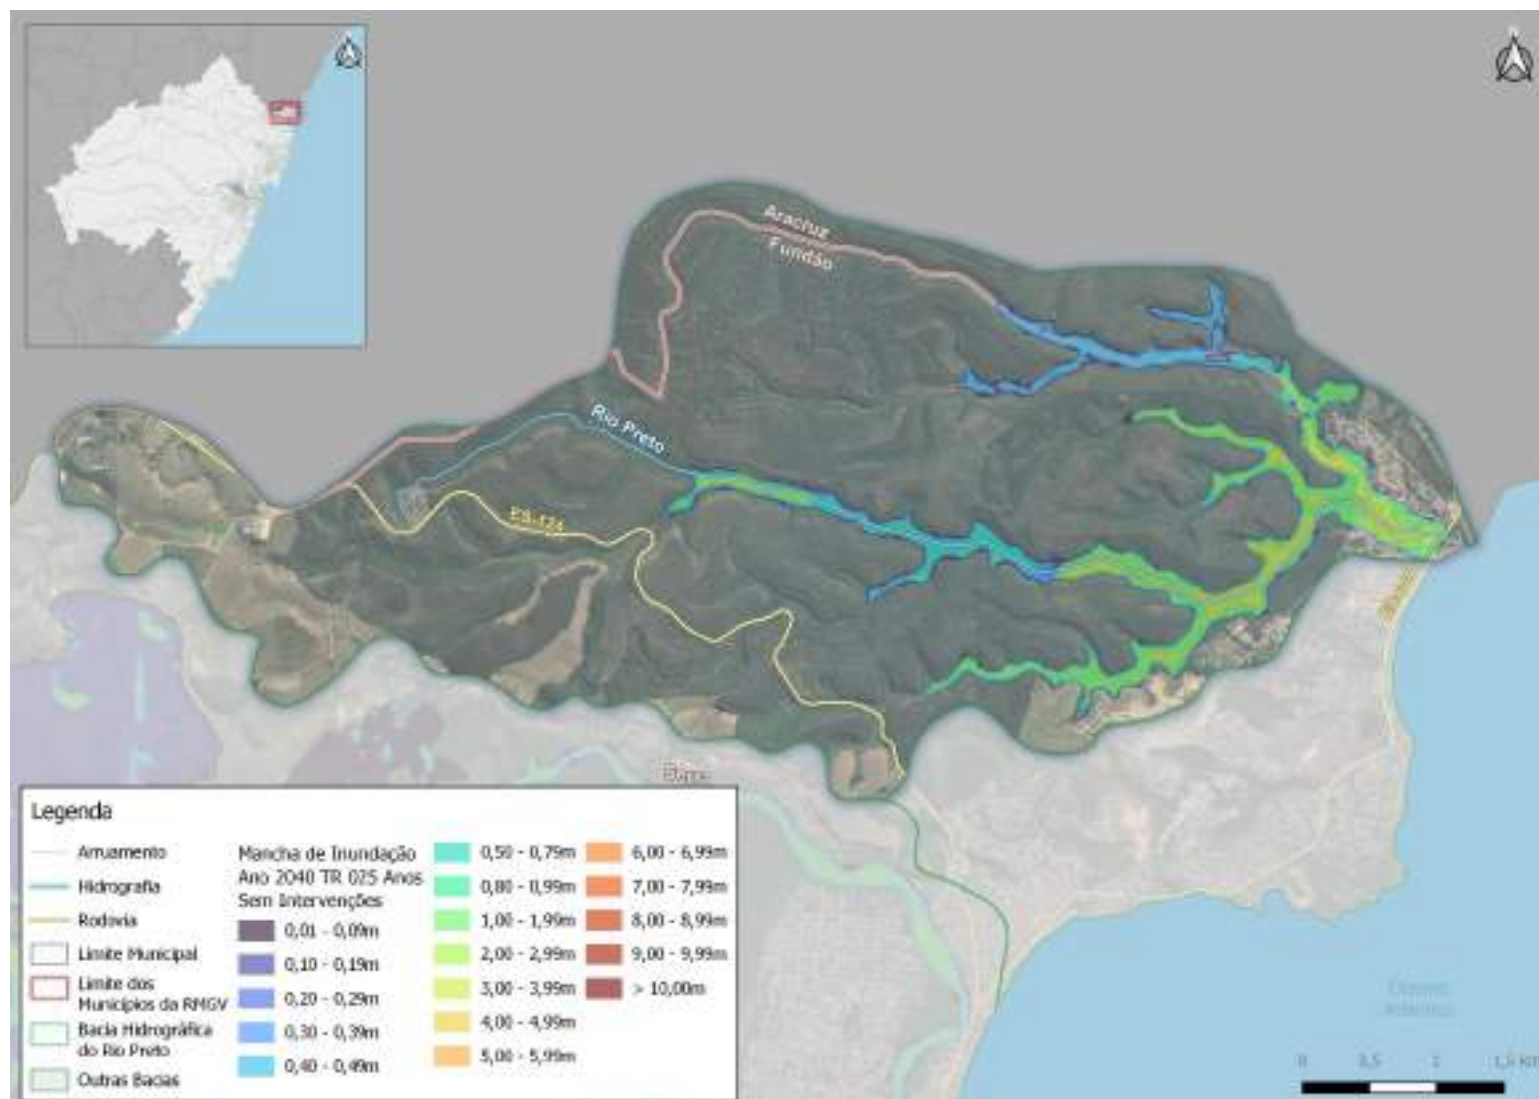 Aracruz
Fundão
Rio Preto
ES-124
Legenda
Arruamento
Hidrografia
Rodovia
Limite Municipal
Limite dos
Municípios da RMGV
Bacia Hidrográfica
do Rio Preto
Outras Bacias
Mancha de Inundação
Ano 2040 TR 025 Anos
Sem Intervenções
0,01 - 0,09m
0,10 - 0,19m
0,20 - 0,29m
0,30 - 0,39m
0,40 - 0,49m
0,50 - 0,79m
0,80 - 0,99m
1,00 - 1,99m
2,00 - 2,99m
3,00 - 3,99m
4,00 - 4,99m
5,00 - 5,99m
6,00 - 6,99m
7,00 - 7,99m
8,00 - 8,99m
9,00 - 9,99m
> 10,00m
Oceano
Atlântico
0 0,5 1 1,5 km